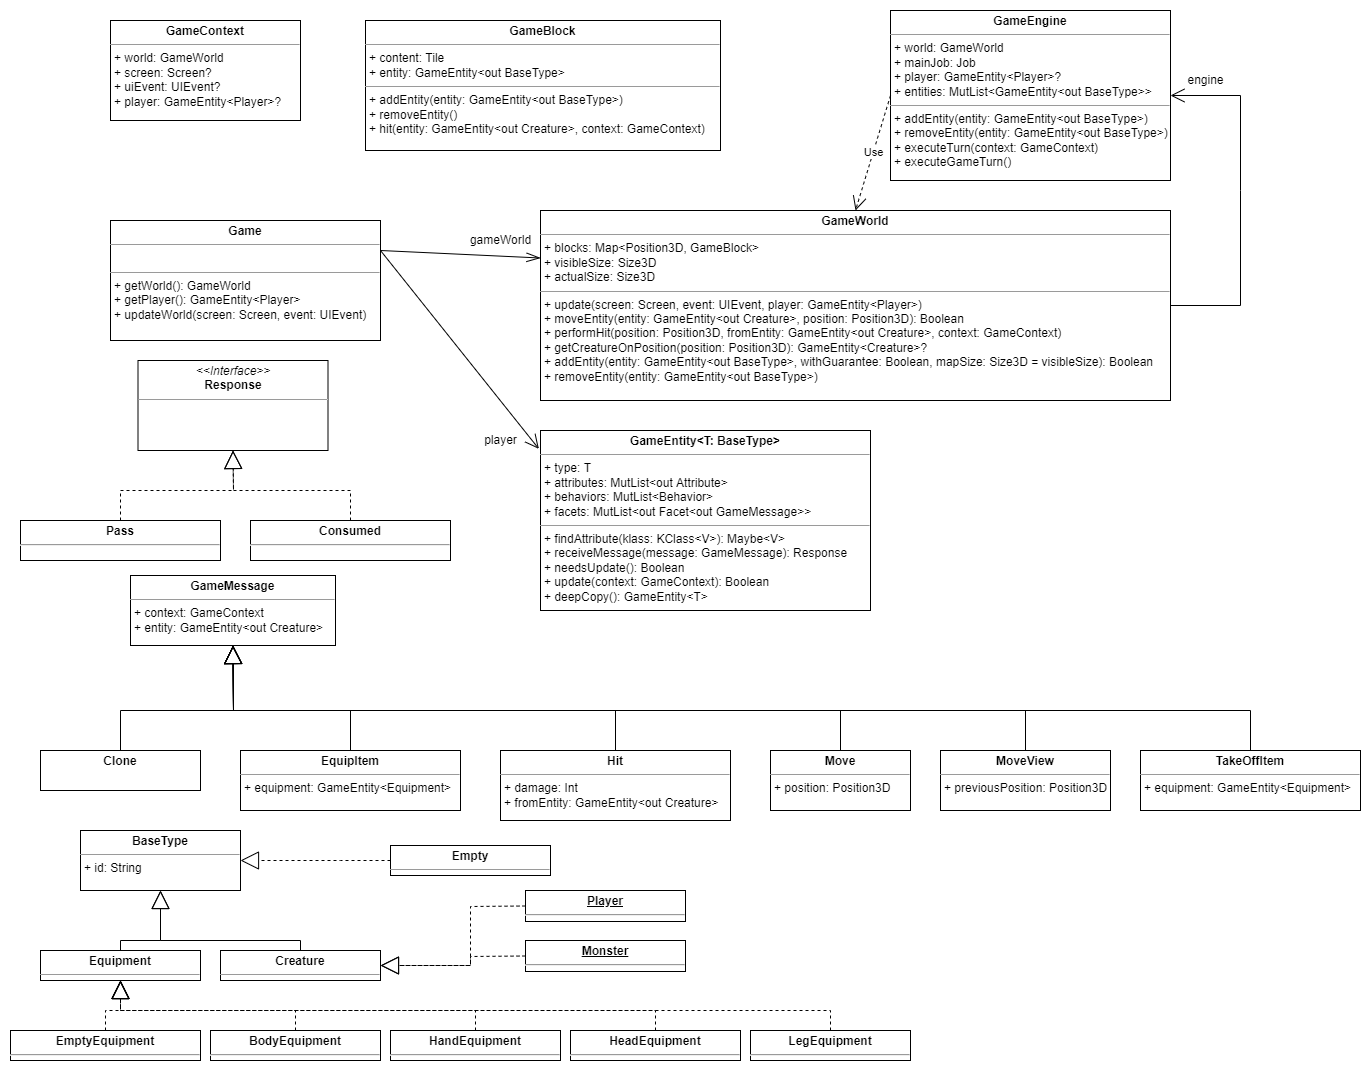 GameContext
+ world: GameWorld
+ screen: Screen?
+ uiEvent: UIEvent?
+ player: GameEntity<Player>?
GameBlock
+ content: Tile
+ entity: GameEntity<out BaseType>
+ addEntity(entity: GameEntity<out BaseType>)
+ removeEntity()
+ hit(entity: GameEntity<out Creature>, context: GameContext)
GameEngine
+ world: GameWorld
+ mainJob: Job
+ player: GameEntity<Player>?
+ entities: MutList<GameEntity<out BaseType>>
+ addEntity(entity: GameEntity<out BaseType>)
+ removeEntity(entity: GameEntity<out BaseType>)
+ executeTurn(context: GameContext)
+ executeGameTurn()
engine
Use
Game
+ getWorld(): GameWorld
+ getPlayer(): GameEntity<Player>
+ updateWorld(screen: Screen, event: UIEvent)
gameWorld
GameWorld
+ blocks: Map<Position3D, GameBlock>
+ visibleSize: Size3D
+ actualSize: Size3D
+ update(screen: Screen, event: UIEvent, player: GameEntity<Player>)
+ moveEntity(entity: GameEntity<out Creature>, position: Position3D): Boolean
+ performHit(position: Position3D, fromEntity: GameEntity<out Creature>, context: GameContext)
+ getCreatureOnPosition(position: Position3D): GameEntity<Creature>?
+ addEntity(entity: GameEntity<out BaseType>, withGuarantee: Boolean, mapSize: Size3D = visibleSize): Boolean
+ removeEntity(entity: GameEntity<out BaseType>)
<<Interface>>
Response
player
GameEntity<T: BaseType>
+ type: T
+ attributes: MutList<out Attribute>
+ behaviors: MutList<Behavior>
+ facets: MutList<out Facet<out GameMessage>>
+ findAttribute(klass: KClass<V>): Maybe<V>
+ receiveMessage(message: GameMessage): Response
+ needsUpdate(): Boolean
+ update(context: GameContext): Boolean
+ deepCopy(): GameEntity<T>
Pass
Consumed
GameMessage
+ context: GameContext
+ entity: GameEntity<out Creature>
Clone
EquipItem
+ equipment: GameEntity<Equipment>
Hit
+ damage: Int
+ fromEntity: GameEntity<out Creature>
Move
+ position: Position3D
MoveView
+ previousPosition: Position3D
TakeOffItem
+ equipment: GameEntity<Equipment>
BaseType
+ id: String
Empty
Player
Monster
Equipment
Creature
EmptyEquipment
BodyEquipment
HandEquipment
HeadEquipment
LegEquipment